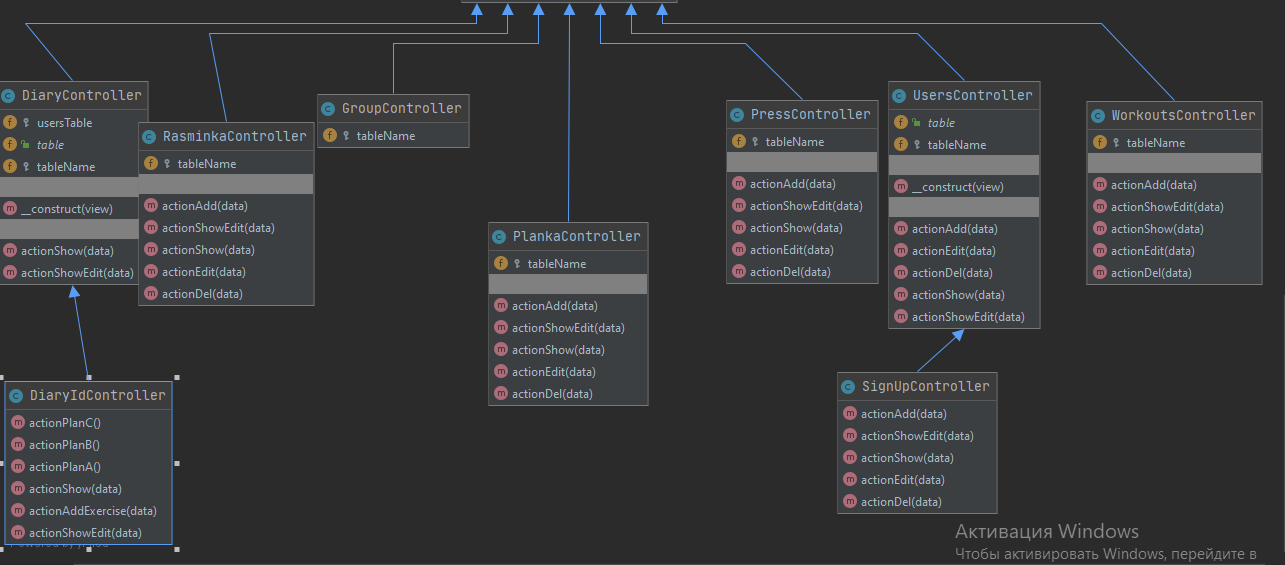 DiaryController
usersTable
table
tableName
__construct(view)
actionShow(data)
actionShowEdit(data)
RasminkaController
tableName
actionAdd(data)
actionShowEdit(data)
actionShow(data)
actionEdit(data)
actionDel(data)
GroupController
tableName
PlankaController
tableName
actionAdd(data)
actionShowEdit(data)
actionShow(data)
actionEdit(data)
actionDel(data)
PressController
tableName
actionAdd(data)
actionShowEdit(data)
actionShow(data)
actionEdit(data)
actionDel(data)
UsersController
table
tableName
__construct(view)
actionAdd(data)
actionEdit(data)
actionDel(data)
actionShow(data)
actionShowEdit(data)
WorkoutsController
tableName
actionAdd(data)
actionShowEdit(data)
actionShow(data)
actionEdit(data)
actionDel(data)
DiaryIdController
actionPlanC()
actionPlanB()
actionPlanA()
actionShow(data)
actionAddExercise(data)
actionShowEdit(data)
SignUpController
actionAdd(data)
actionShowEdit(data)
actionShow(data)
actionEdit(data)
actionDel(data)
Активация Windows
Чтобы активировать Windows, перейдите в